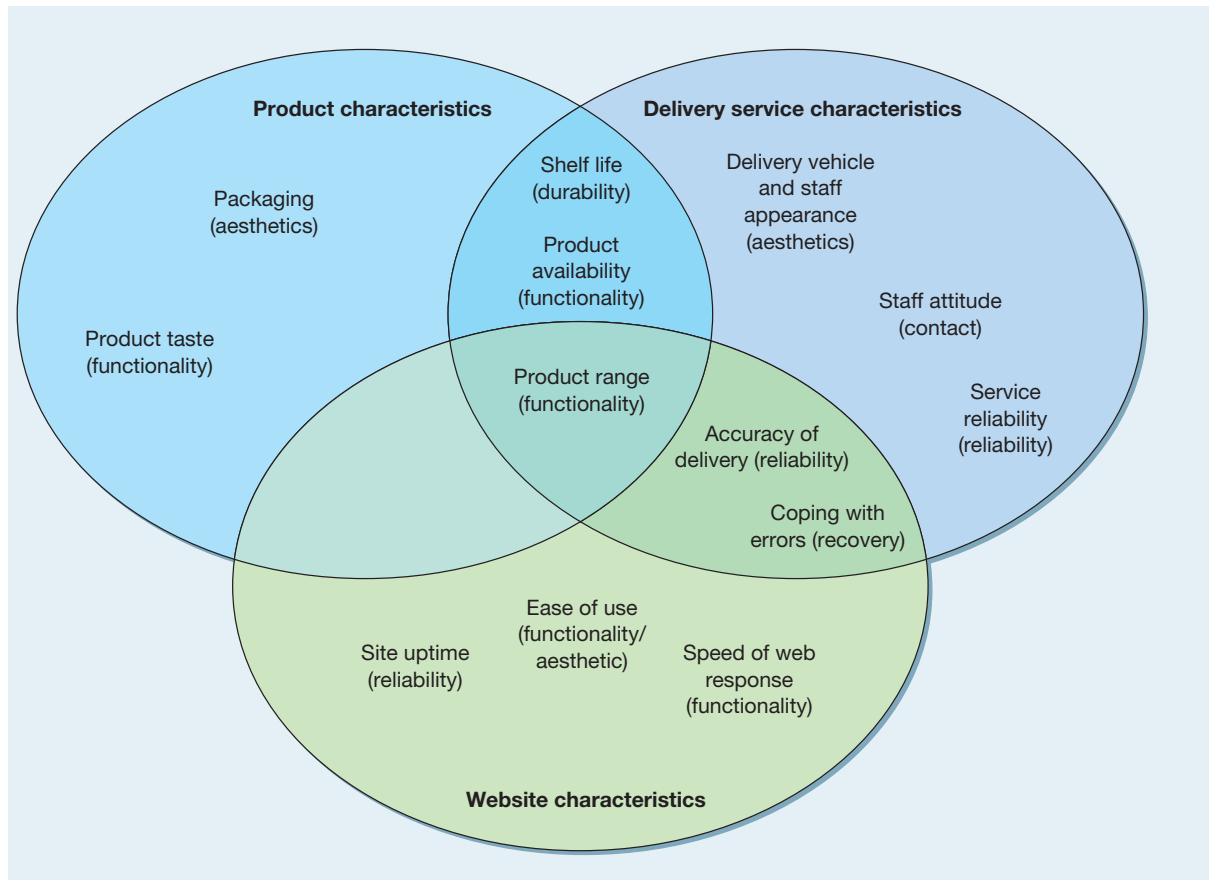 Product characteristics
Delivery service characteristics
Packaging
(aesthetics)
Product taste
(functionality)
Shelf life
(durability)
Product
availability
(functionality)
Delivery vehicle
and staff
appearance
(aesthetics)
Staff attitude
(contact)
Service
reliability
(reliability)
Product range
(functionality)
Accuracy of
delivery (reliability)
Coping with
errors (recovery)
Site uptime
(reliability)
Ease of use
(functionality/
aesthetic)
Speed of web
response
(functionality)
Website characteristics